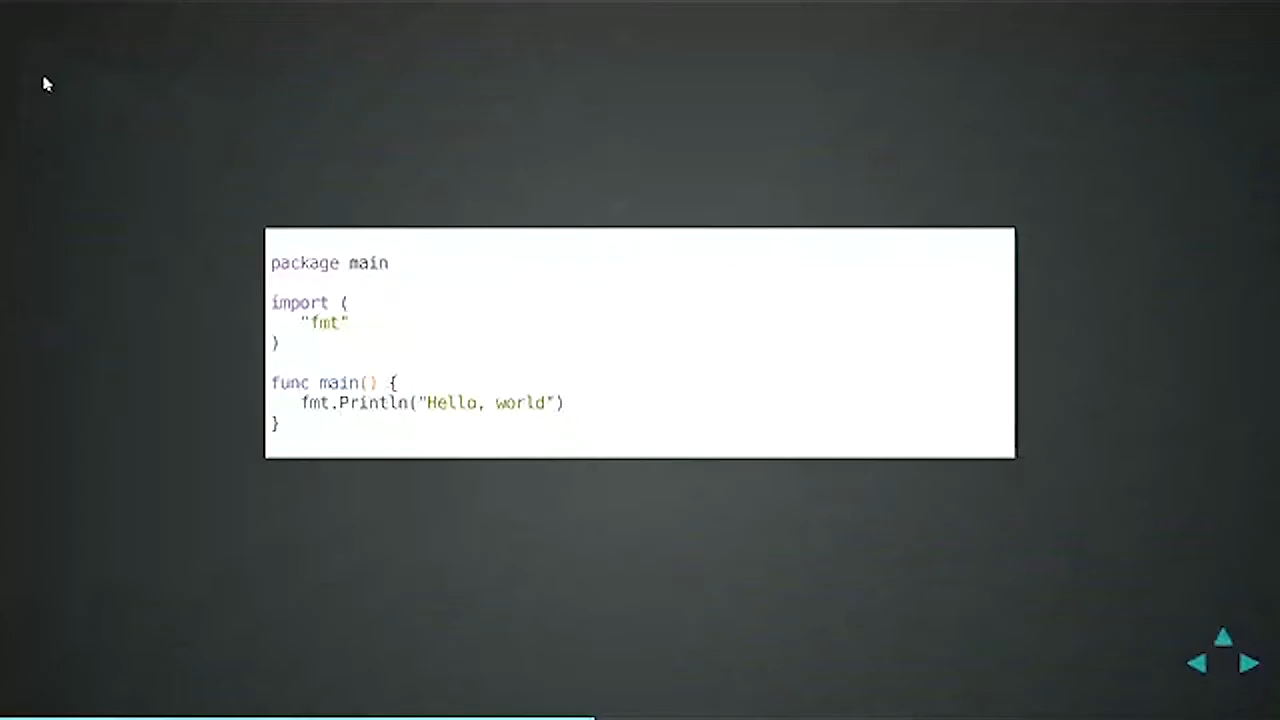 package main
import (
"fmt"
)
func main() {
fmt.Println("Hello, world")
}